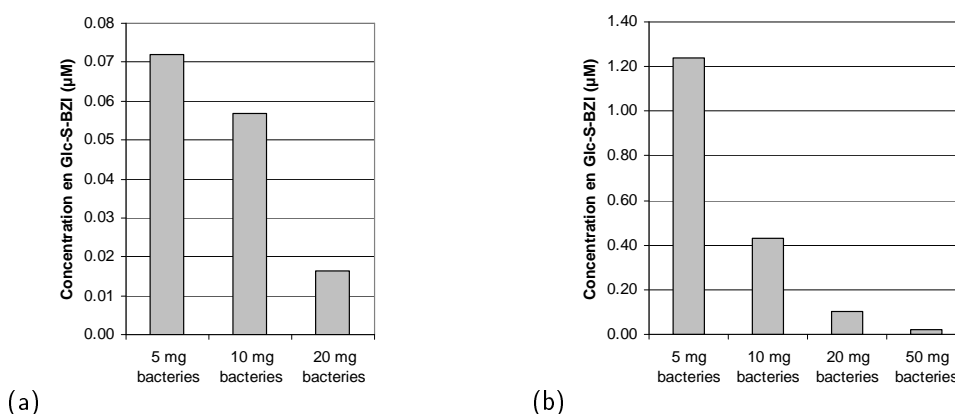 Concentration en Glc-S-BZI (µM)
0.08
0.07
0.06
0.05
0.04
0.03
0.02
0.01
0.00
5 mg
bacteries
10 mg
bacteries
20 mg
bacteries
(a)
Concentration en Glc-S-BZI (µM)
1.40
1.20
1.00
0.80
0.60
0.40
0.20
0.00
5 mg
bacteries
10 mg
bacteries
20 mg
bacteries
50 mg
bacteries
(b)